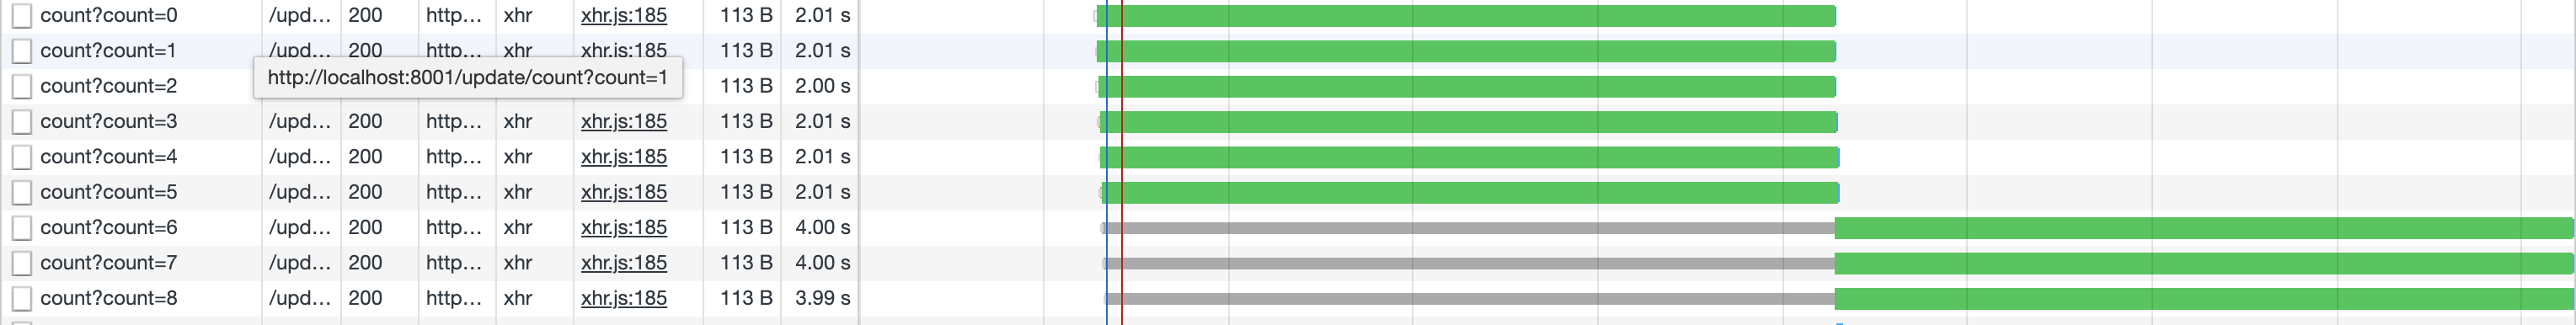 count?count=0 /upd... 200 http... xhr xhr.js:185 113 B 2.01 s
count?count=1 /upd... 200 http... xhr xhr.js:185 113 B 2.01 s
http://localhost:8001/update/count?count=1
count?count=2 113 B 2.00 s
count?count=3 /upd... 200 http... xhr xhr.js:185 113 B 2.01 s
count?count=4 /upd... 200 http... xhr xhr.js:185 113 B 2.01 s
count?count=5 /upd... 200 http... xhr xhr.js:185 113 B 2.01 s
count?count=6 /upd... 200 http... xhr xhr.js:185 113 B 4.00 s
count?count=7 /upd... 200 http... xhr xhr.js:185 113 B 4.00 s
count?count=8 /upd... 200 http... xhr xhr.js:185 113 B 3.99 s